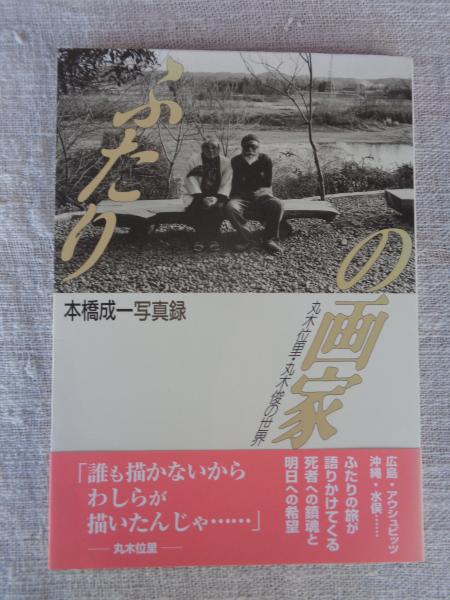 ふたり
の画家
丸木位里・丸木俊の世界
本橋成一写真録
広島・アウシュビッツ
沖縄・水俣……
ふたりの旅が
語りかけてくる
死者への鎮魂と
明日への希望
「誰も描かないから
わしらが
描いたんじゃ……」
──丸木位里──